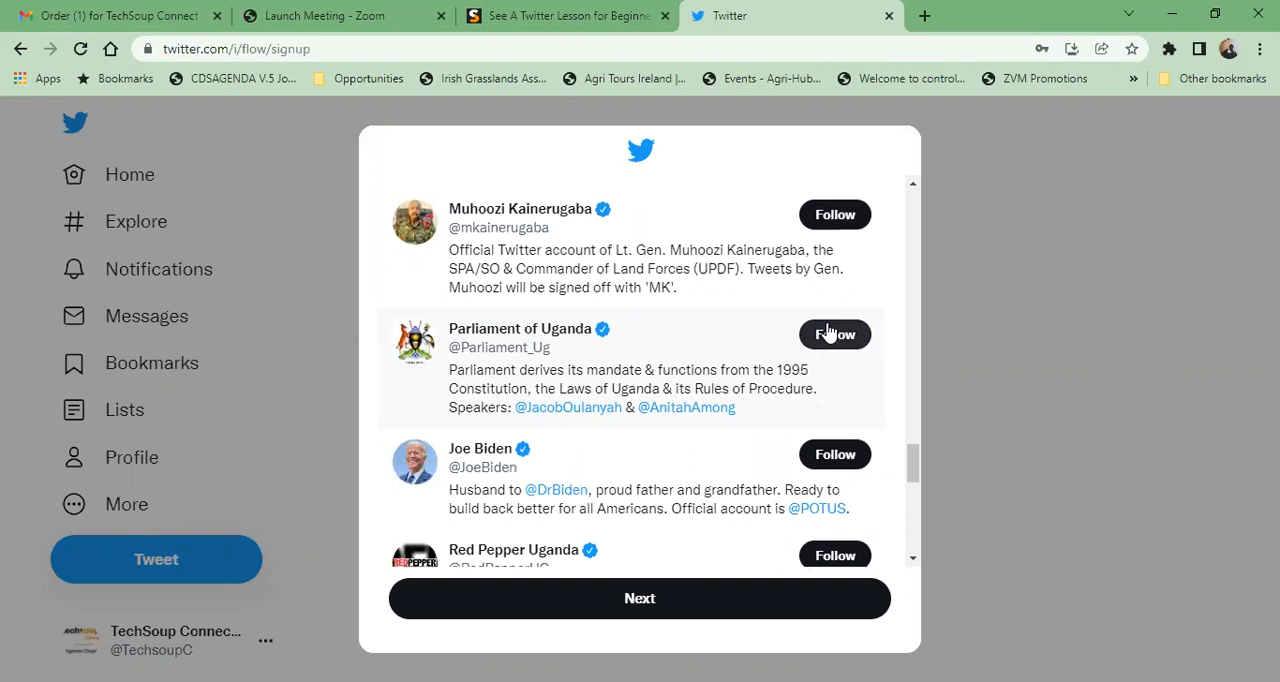 Order (1) for TechSoup Connect
Launch Meeting - Zoom
See A Twitter Lesson for Beginne
Twitter
twitter.com/i/flow/signup
Apps
Bookmarks
CDSAGENDA V.5 Jo...
Opportunities
Irish Grasslands Ass...
Agri Tours Ireland |...
Events - Agri-Hub...
Welcome to control...
ZVM Promotions
»
Other bookmarks
Home
Explore
Notifications
Messages
Bookmarks
Lists
Profile
More
Tweet
TechSoup Connec...
@TechsoupC
Muhoozi Kainerugaba
Follow
@mkainerugaba
Official Twitter account of Lt. Gen. Muhoozi Kainerugaba, the
SPA/SO & Commander of Land Forces (UPDF). Tweets by Gen.
Muhoozi will be signed off with 'MK'.
Parliament of Uganda
Follow
@Parliament_Ug
Parliament derives its mandate & functions from the 1995
Constitution, the Laws of Uganda & its Rules of Procedure.
Speakers: @JacobOulanyah & @AnitahAmong
Joe Biden
Follow
@JoeBiden
Husband to @DrBiden, proud father and grandfather. Ready to
build back better for all Americans. Official account is @POTUS.
Red Pepper Uganda
Follow
@RedPepperUG
Next